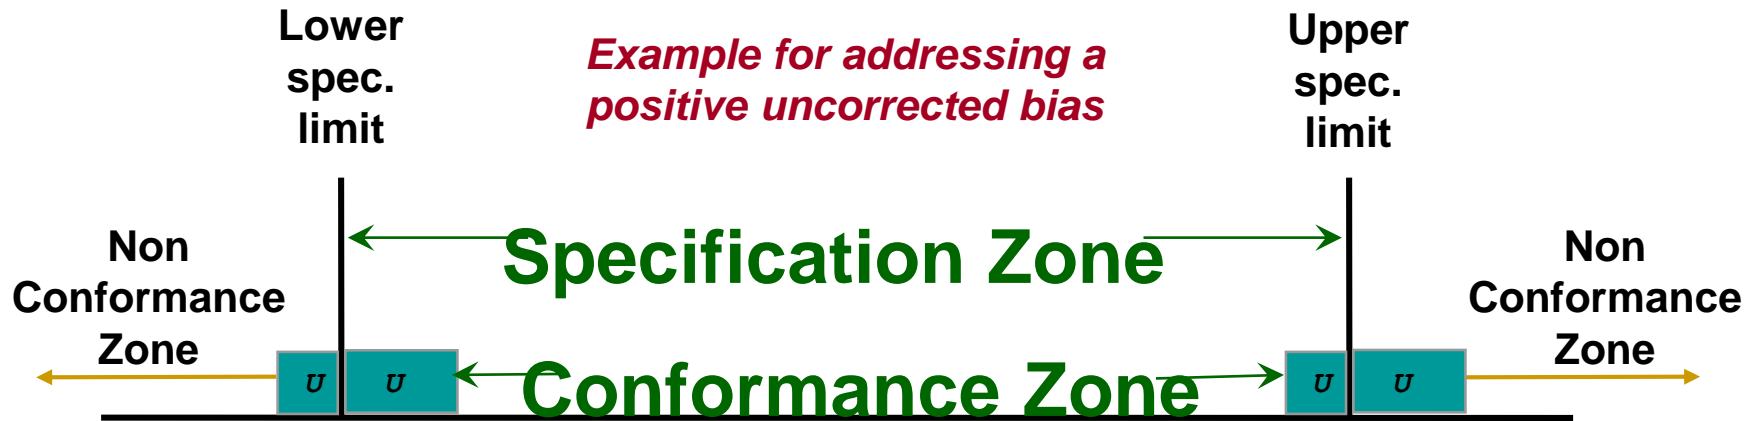 Lower
spec.
limit
Example for addressing a
positive uncorrected bias
Upper
spec.
limit
Non
Conformance
Zone
Specification Zone
Non
Conformance
Zone
U
U
Conformance Zone
U
U